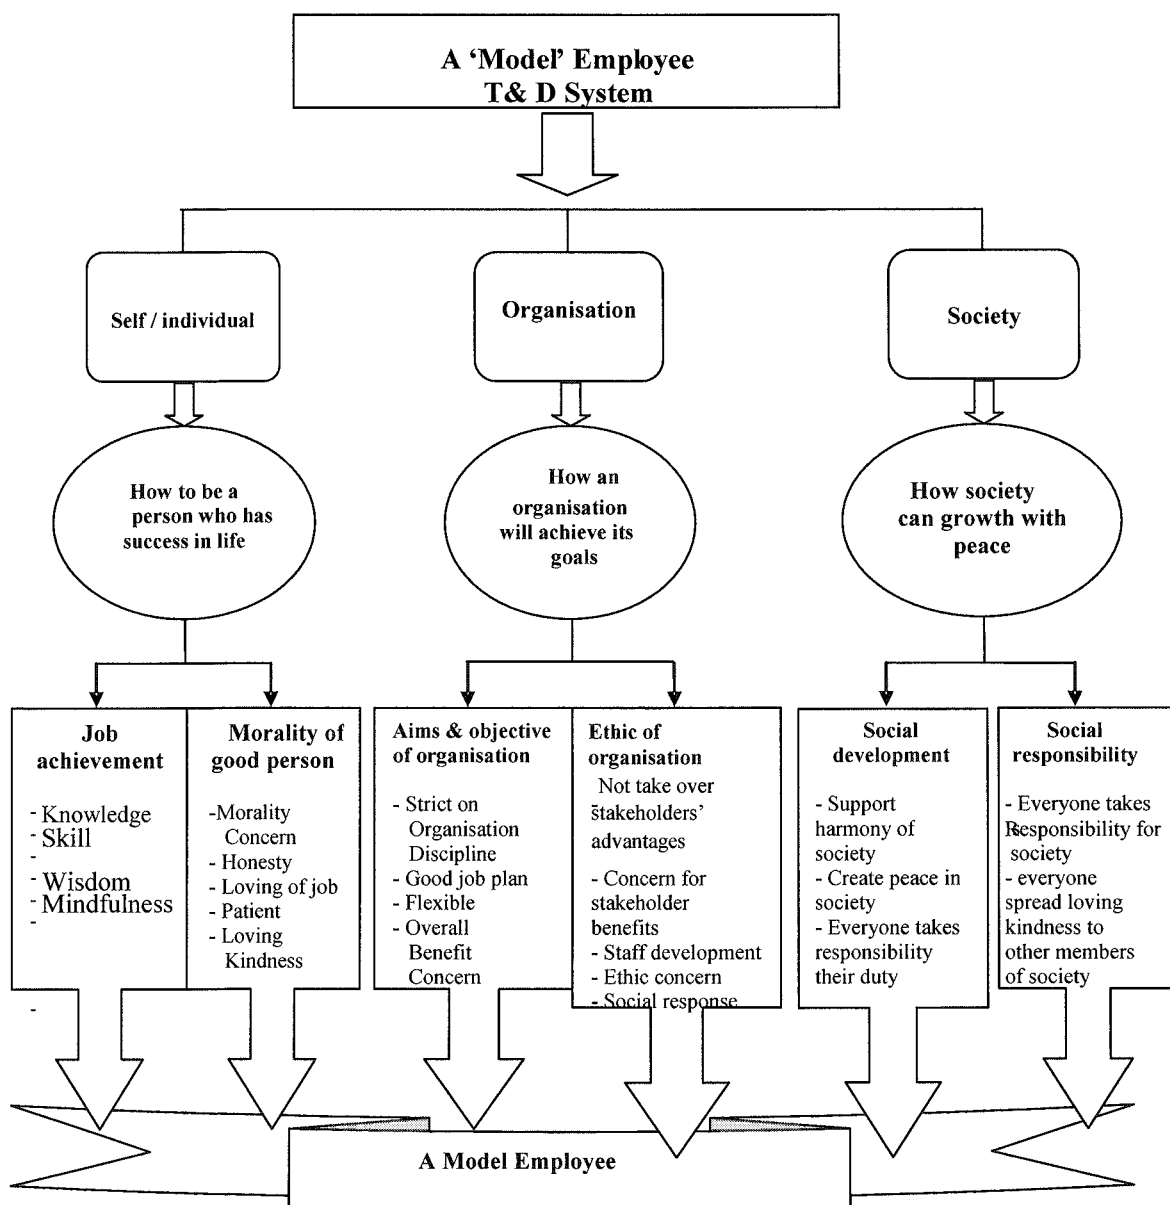 A ‘Model’ Employee
T& D System
Self / individual
Organisation
Society
How to be a
person who has
success in life
How an
organisation
will achieve its
goals
How society
can growth with
peace
Job
achievement
- Knowledge
- Skill
-
- Wisdom
- Mindfulness
-
-
Morality of
good person
-Morality
Concern
- Honesty
- Loving of job
- Patient
- Loving
Kindness
Aims & objective
of organisation
- Strict on
Organisation
Discipline
- Good job plan
- Flexible
- Overall
Benefit
Concern
Ethic of
organisation
- Not take over
stakeholders’
advantages
- Concern for
stakeholder
benefits
- Staff development
- Ethic concern
- Social response
Social
development
- Support
harmony of
society
- Create peace in
society
- Everyone takes
responsibility
their duty
Social
responsibility
- Everyone takes
Responsibility for
society
- everyone
spread loving
kindness to
other members
of society
A Model Employee